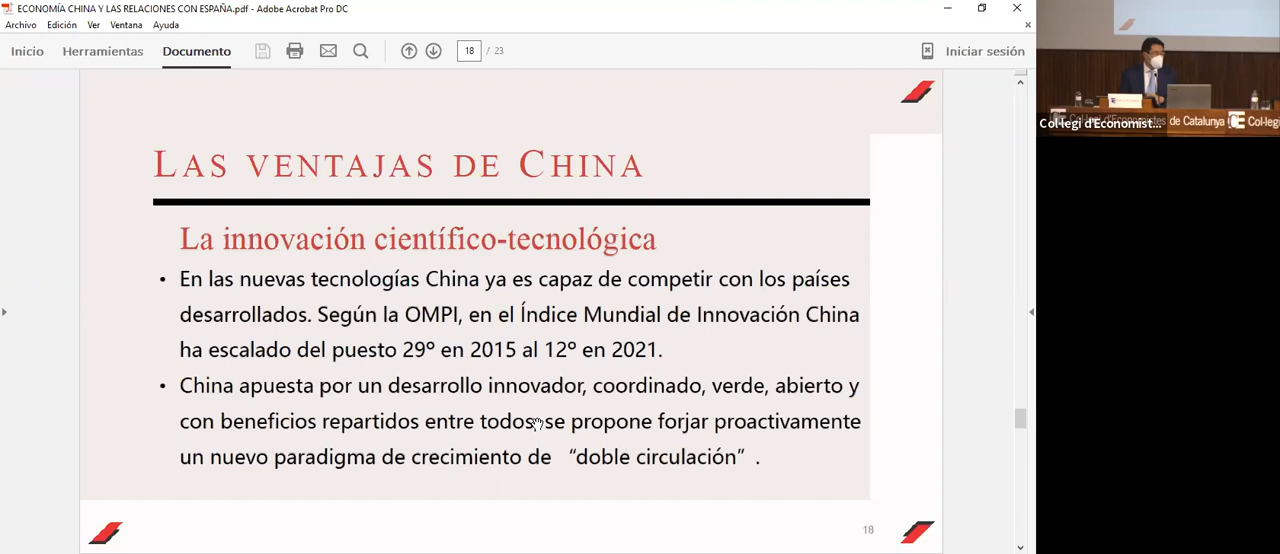 ECONOMÍA CHINA Y LAS RELACIONES CON ESPAÑA.pdf - Adobe Acrobat Pro DC
Archivo Edición Ver Ventana Ayuda
Inicio Herramientas Documento 18 / 23 Iniciar sesión
LAS VENTAJAS DE CHINA
La innovación científico-tecnológica
• En las nuevas tecnologías China ya es capaz de competir con los países
desarrollados. Según la OMPI, en el Índice Mundial de Innovación China
ha escalado del puesto 29º en 2015 al 12º en 2021.
• China apuesta por un desarrollo innovador, coordinado, verde, abierto y
con beneficios repartidos entre todos, se propone forjar proactivamente
un nuevo paradigma de crecimiento de “doble circulación”.
18
Col·legi d'Economistes de Catalunya
Col·legi
Col·legi d'Economist...